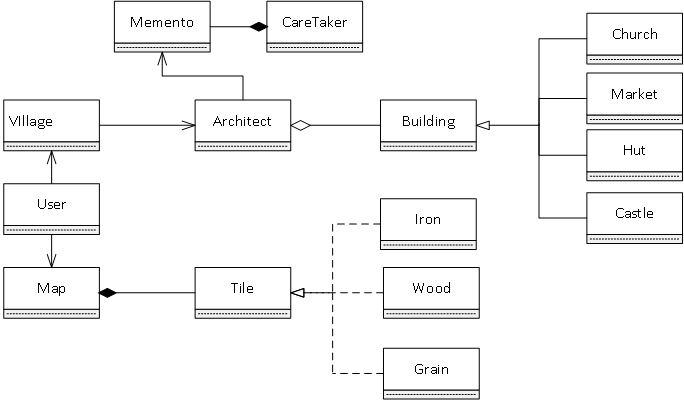 Memento
CareTaker
Church
Market
VIllage
Architect
Building
Hut
User
Castle
Iron
Map
Tile
Wood
Grain